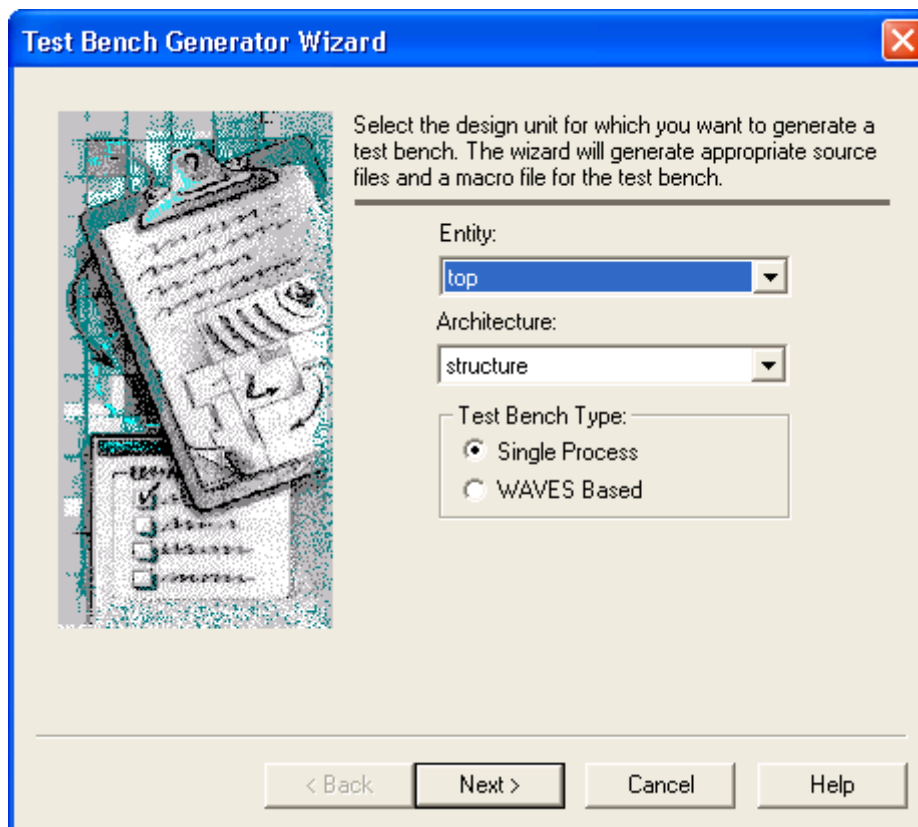 Test Bench Generator Wizard
Select the design unit for which you want to generate a
test bench. The wizard will generate appropriate source
files and a macro file for the test bench.
Entity:
top
Architecture:
structure
Test Bench Type:
Single Process
WAVES Based
< Back Next > Cancel Help